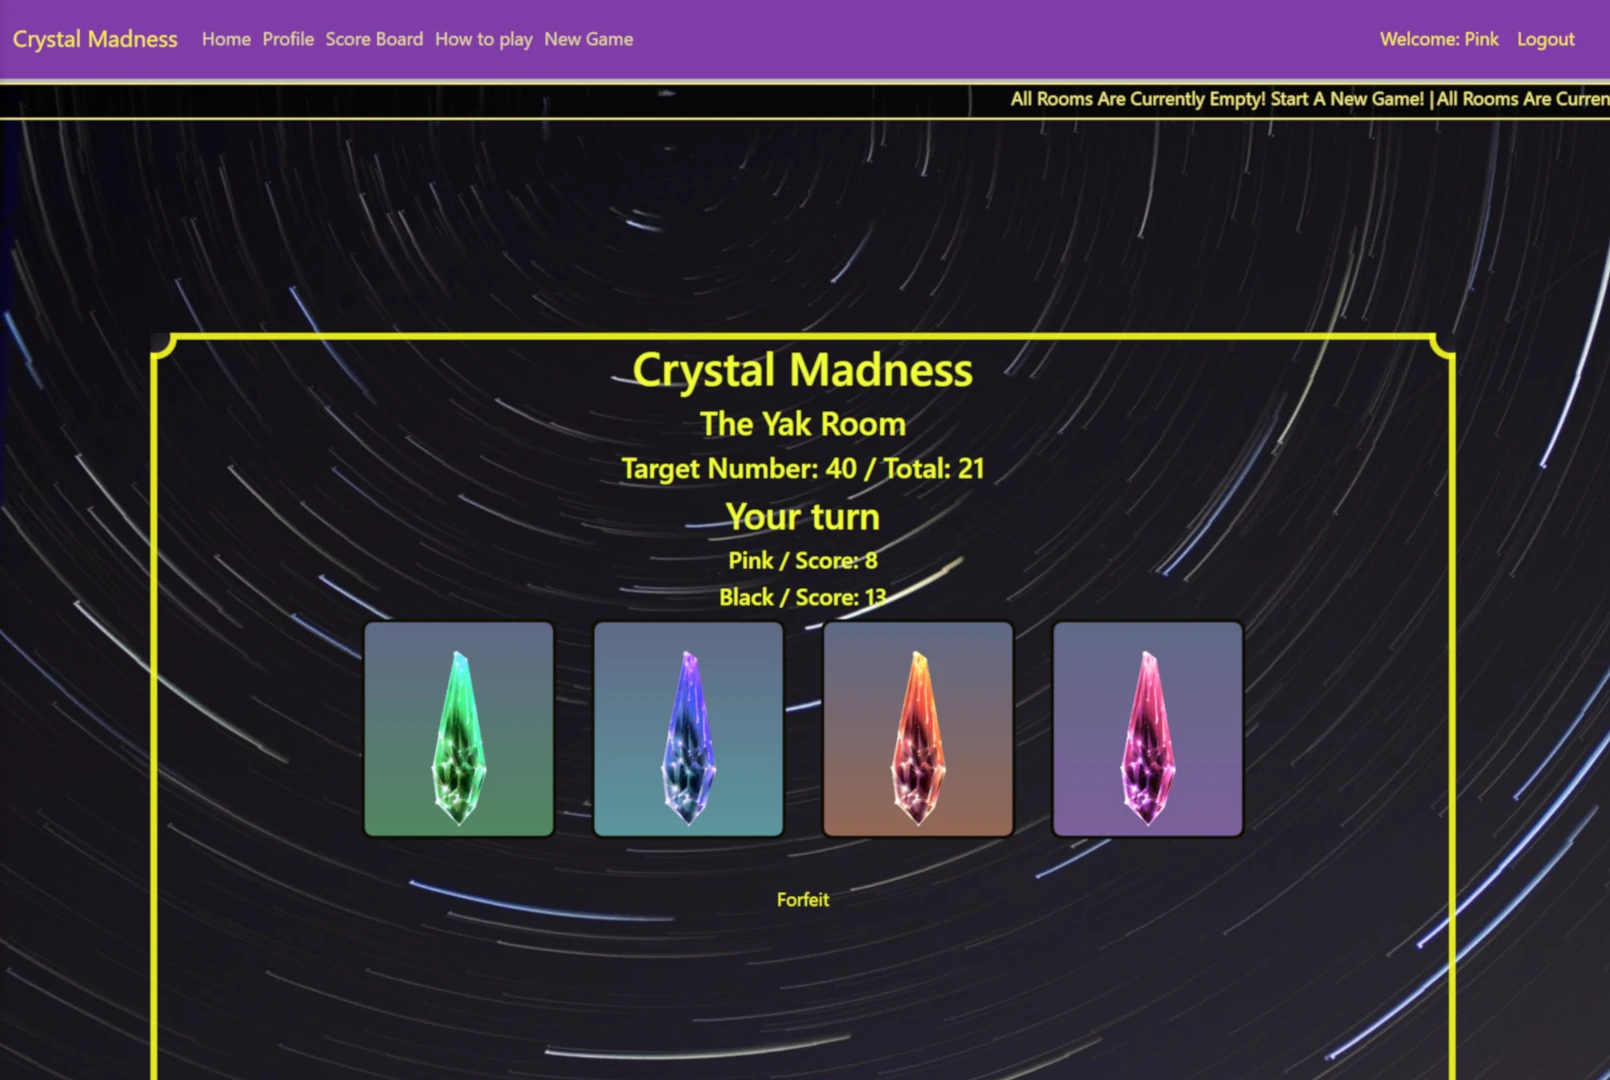 Crystal Madness Home Profile Score Board How to play New Game Welcome: Pink Logout
All Rooms Are Currently Empty! Start A New Game! | All Rooms Are Curren
Crystal Madness
The Yak Room
Target Number: 40 / Total: 21
Your turn
Pink / Score: 8
Black / Score: 13
Forfeit